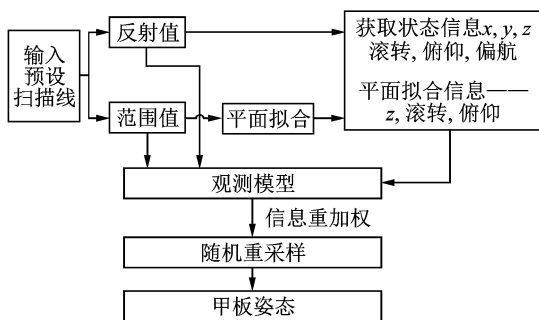 输入
预设
扫描线
反射值
范围值
平面拟合
获取状态信息x, y, z
滚转, 俯仰, 偏航
平面拟合信息——
z, 滚转, 俯仰
观测模型
信息重加权
随机重采样
甲板姿态